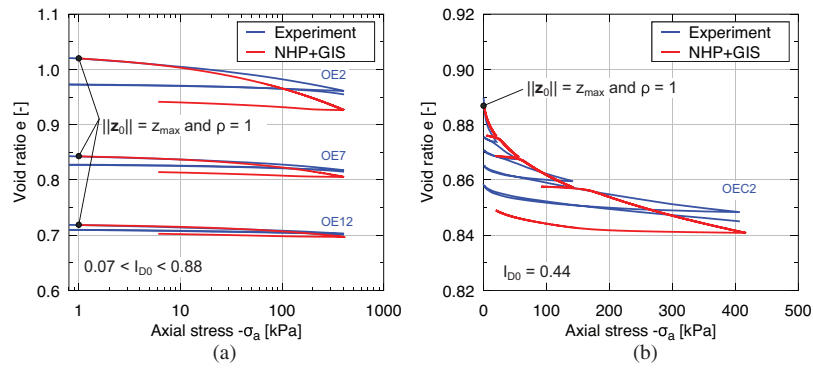 Experiment
NHP+GIS
OE2
||z₀|| = zmax and ρ = 1
OE7
OE12
0.07 < ID0 < 0.88
1.1
1.0
0.9
0.8
0.7
0.6
1
10
100
1000
Void ratio e [-]
Axial stress -σa [kPa]
(a)
Experiment
NHP+GIS
||z₀|| = zmax and ρ = 1
OEC2
ID0 = 0.44
0.92
0.90
0.88
0.86
0.84
0.82
0
100
200
300
400
500
Void ratio e [-]
Axial stress -σa [kPa]
(b)